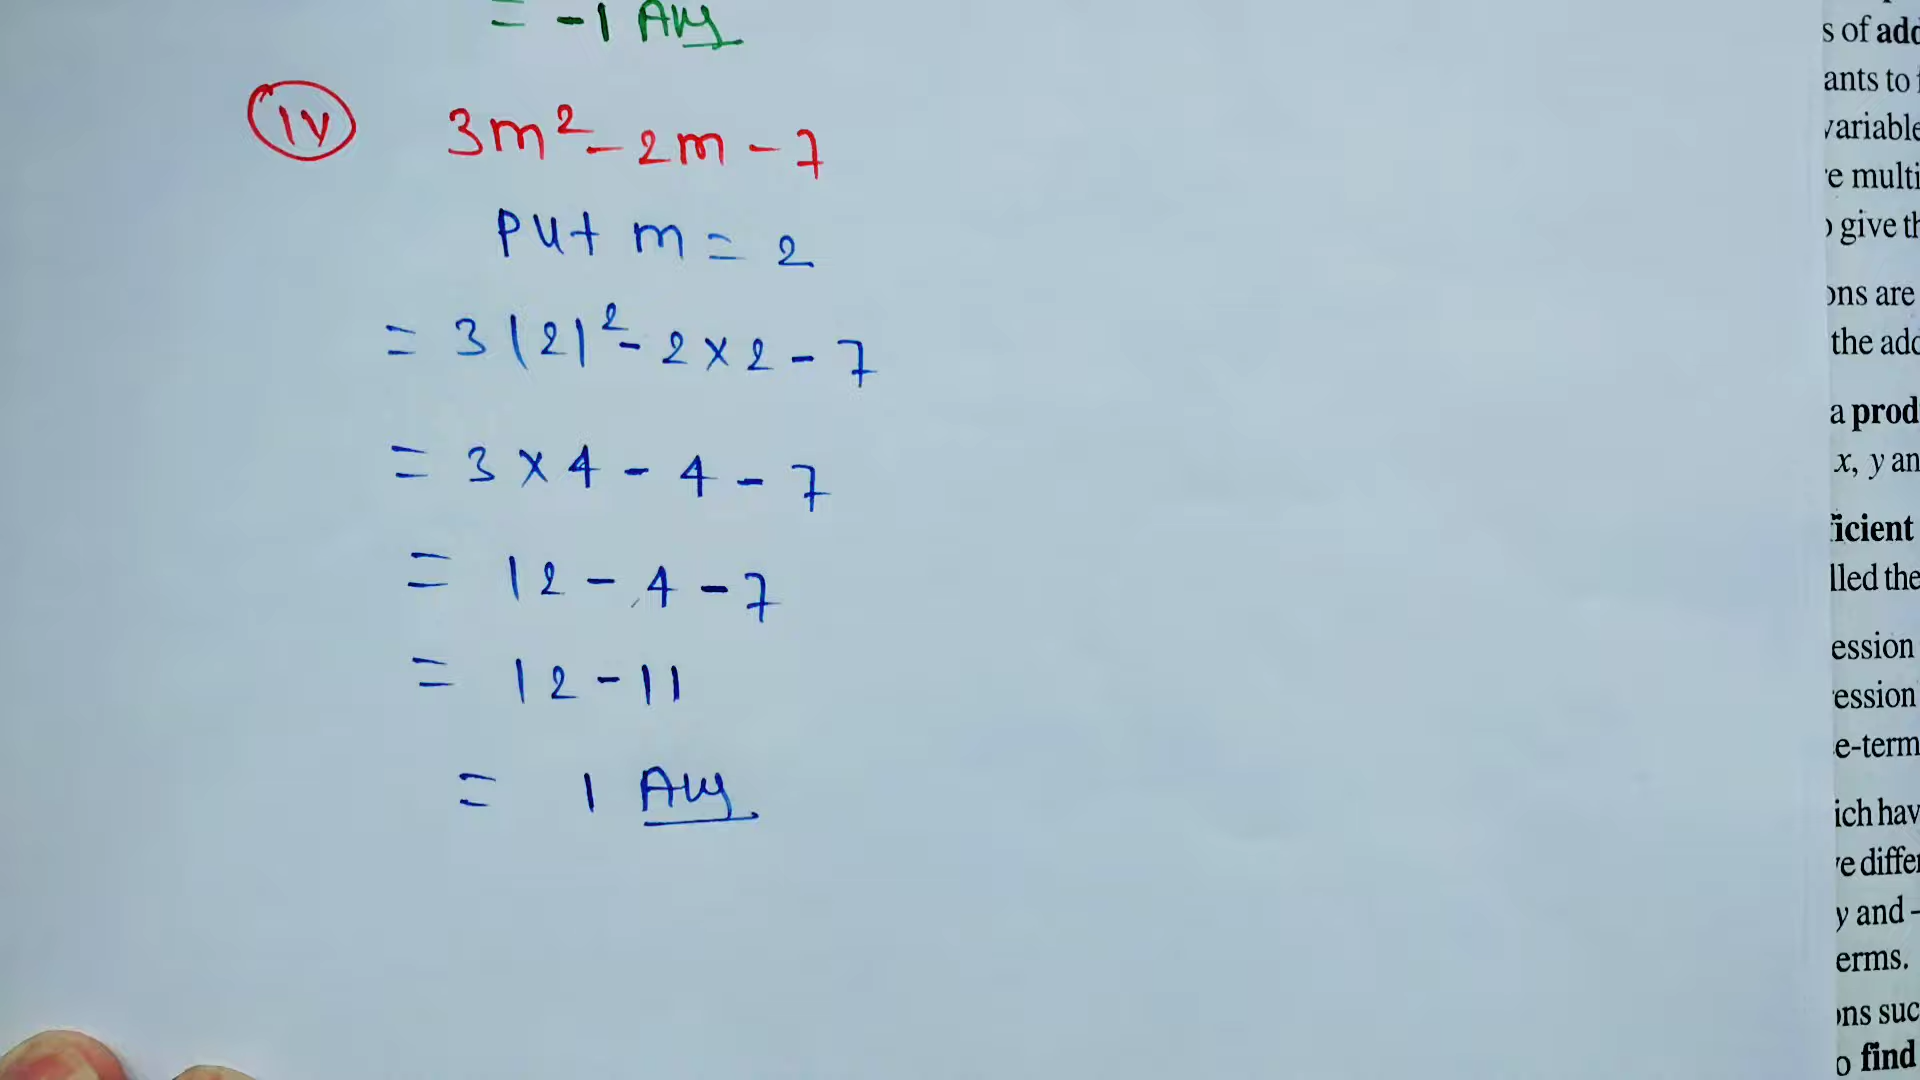 = -1 Ans
(iv) 3m² - 2m - 7
Put m = 2
= 3(2)² - 2×2 - 7
= 3 × 4 - 4 - 7
= 12 - 4 - 7
= 12 - 11
= 1 Ans
s of add
ants to
variable
e multi
give th
ons are
the add
a prod
x, y an
ficient
lled the
ession
ession
e-term
ich hav
e differ
y and -
erms.
ons suc
o find